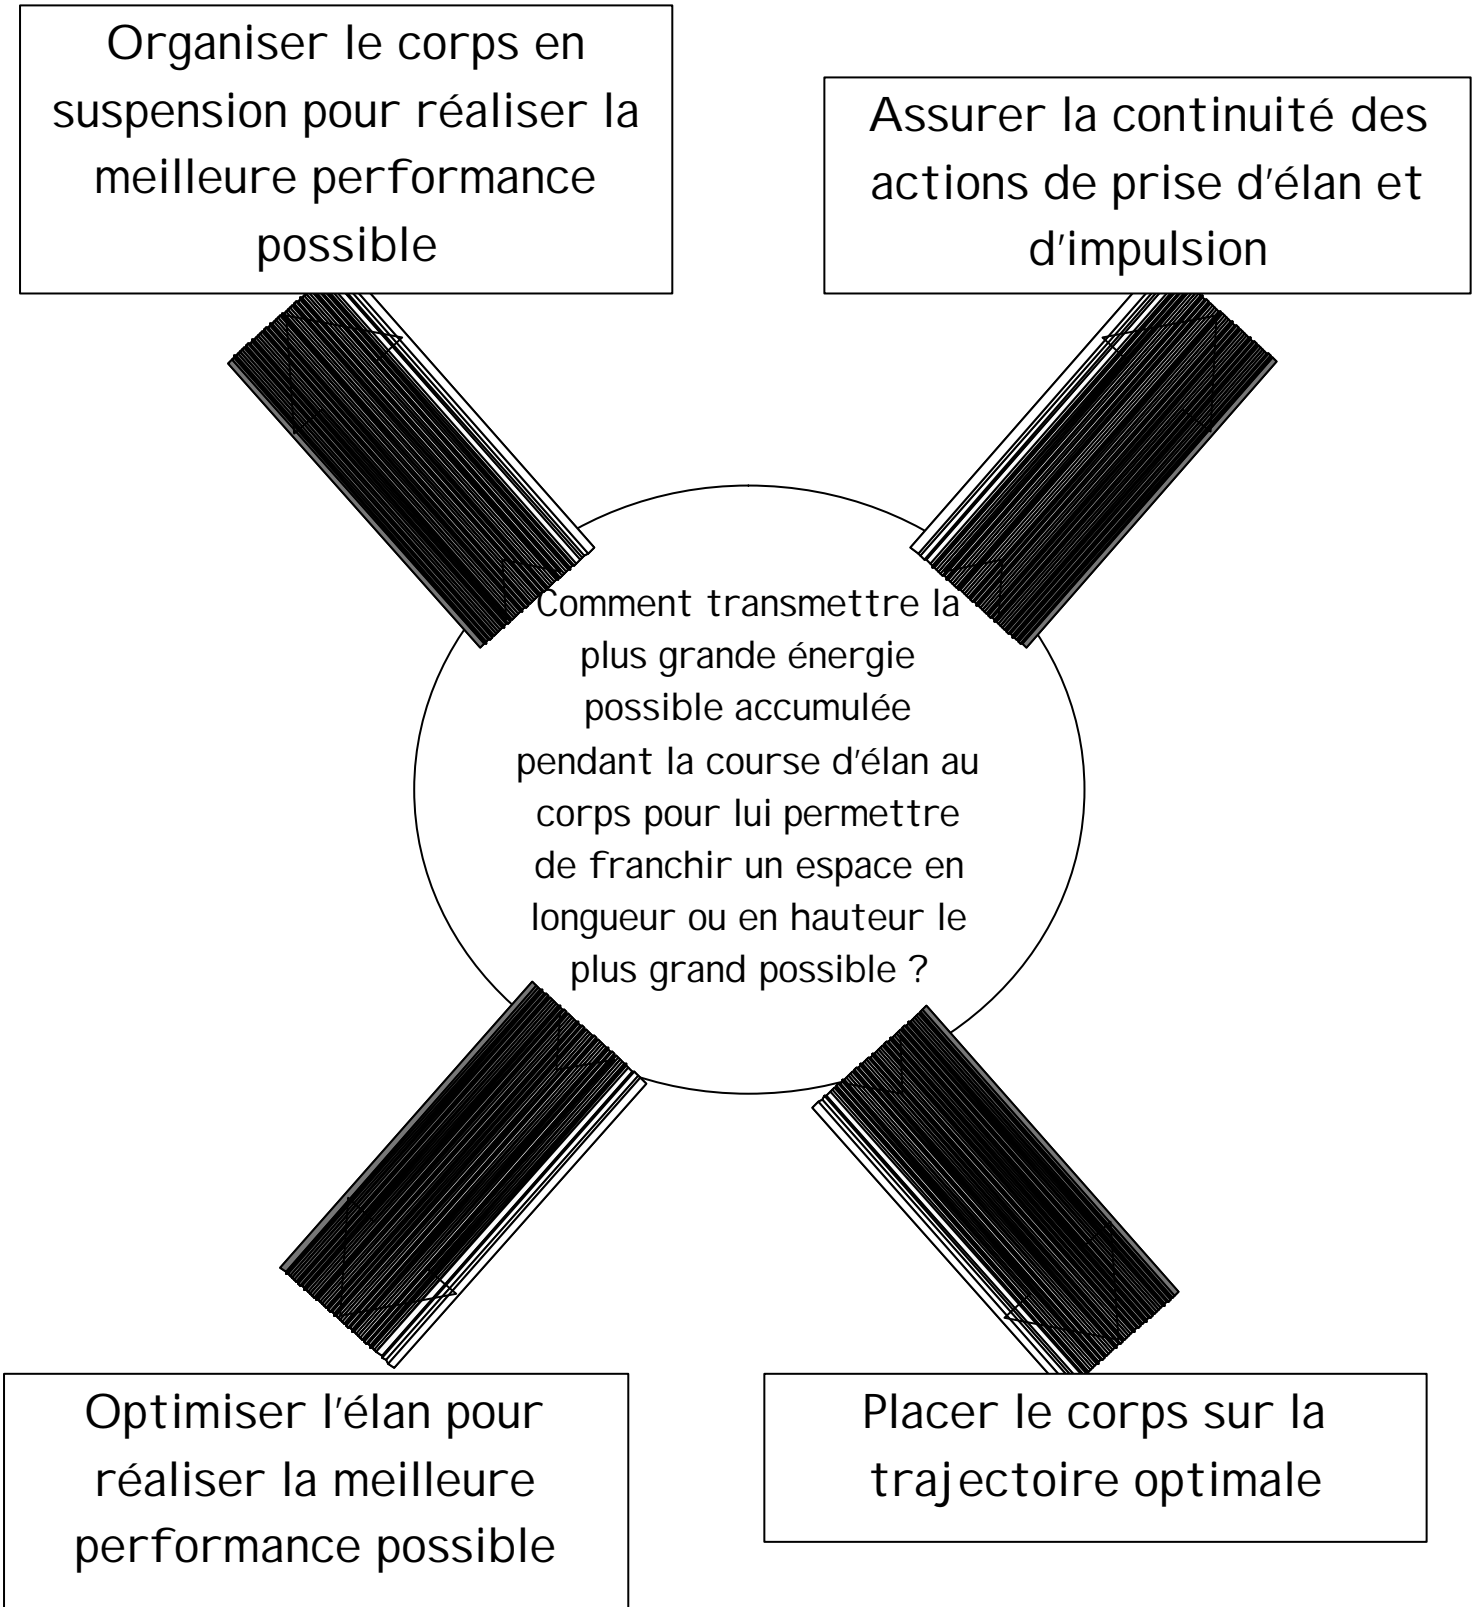 Organiser le corps en
suspension pour réaliser la
meilleure performance
possible
Assurer la continuité des
actions de prise d'élan et
d'impulsion
Comment transmettre la
plus grande énergie
possible accumulée
pendant la course d'élan au
corps pour lui permettre
de franchir un espace en
longueur ou en hauteur le
plus grand possible ?
Optimiser l'élan pour
réaliser la meilleure
performance possible
Placer le corps sur la
trajectoire optimale